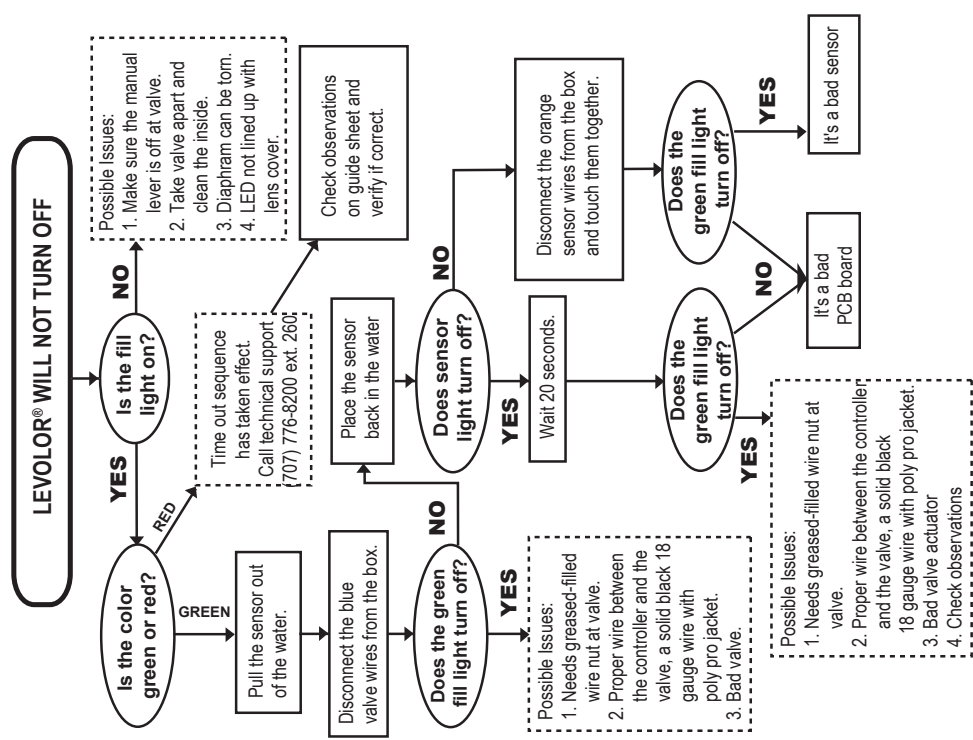 LEVOLOR® WILL NOT TURN OFF
Is the fill
light on?
YES
NO
Possible Issues:
1. Make sure the manual
lever is off at valve.
2. Take valve apart and
clean the inside.
3. Diaphram can be torn.
4. LED not lined up with
lens cover.
Is the color
green or red?
RED
GREEN
Time out sequence
has taken effect.
Call technical support
(707) 776-8200 ext. 260
Check observations
on guide sheet and
verify if correct.
Pull the sensor out
of the water.
Disconnect the blue
valve wires from the box.
Does the green
fill light turn off?
NO
YES
Possible Issues:
1. Needs greased-filled
wire nut at valve.
2. Proper wire between
the controller and the
valve, a solid black 18
gauge wire with
poly pro jacket.
3. Bad valve.
Place the sensor
back in the water
Does sensor
light turn off?
NO
YES
Wait 20 seconds.
Disconnect the orange
sensor wires from the box
and touch them together.
Does the
green fill light
turn off?
Does the
green fill light
turn off?
YES
NO
YES
Possible Issues:
1. Needs greased-filled wire nut at
valve.
2. Proper wire between the controller
and the valve, a solid black
18 gauge wire with poly pro jacket.
3. Bad valve actuator
4. Check observations
It's a bad
PCB board
It's a bad sensor